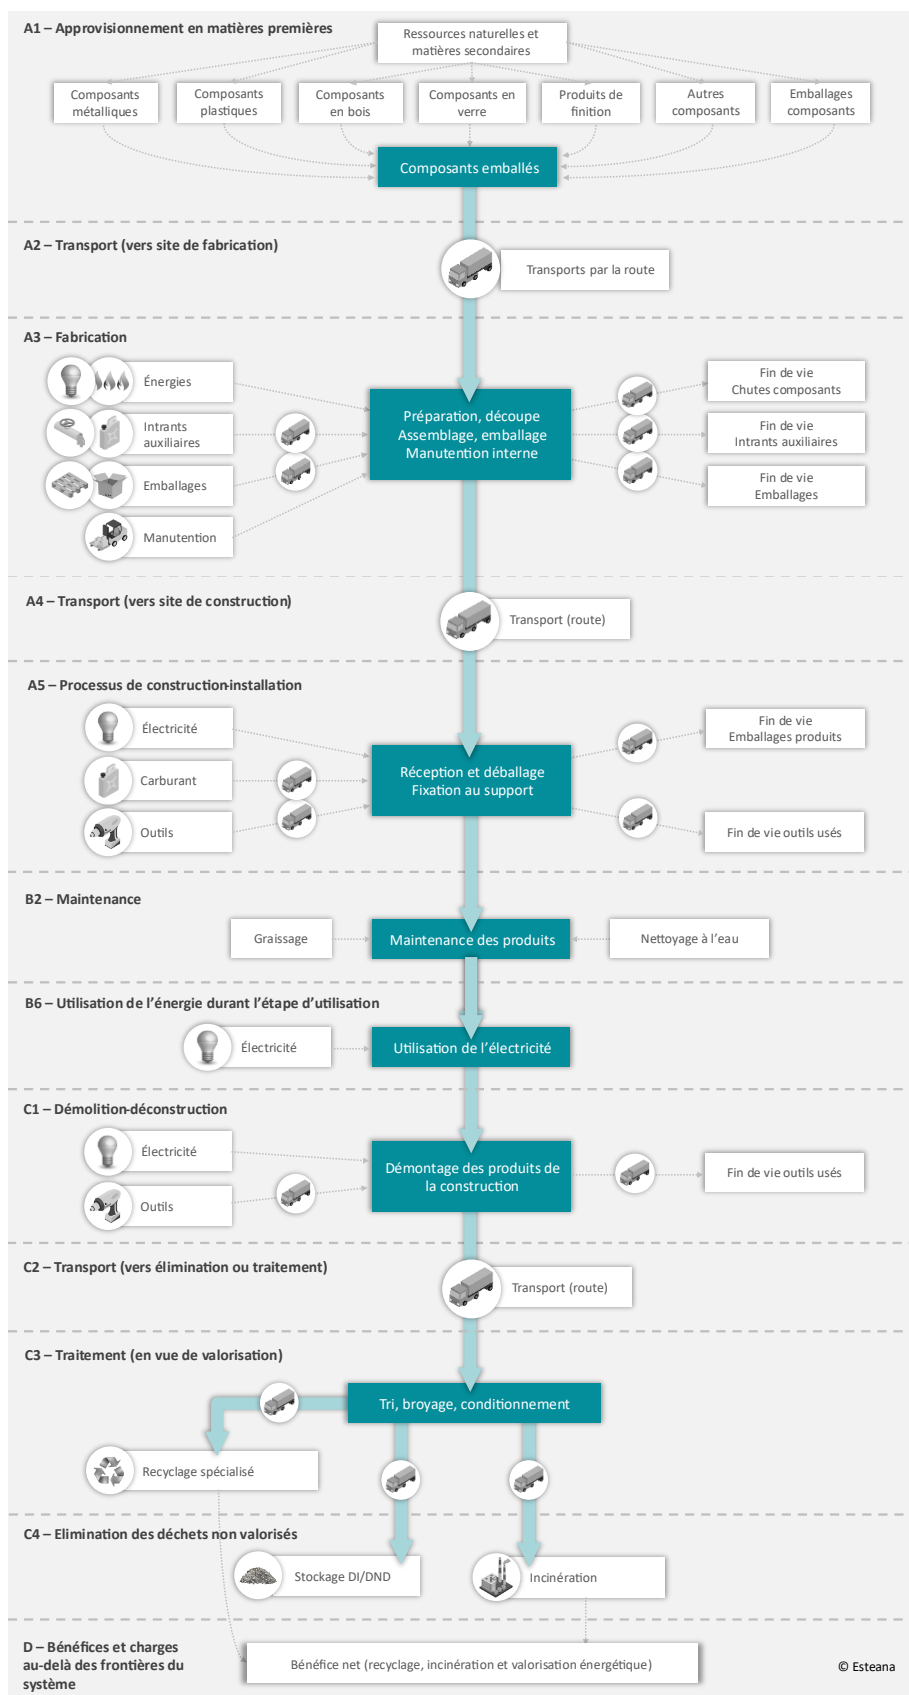 A1 – Approvisionnement en matières premières
Ressources naturelles et
matières secondaires
Composants
métalliques
Composants
plastiques
Composants
en bois
Composants en
verre
Produits de
finition
Autres
composants
Emballages
composants
Composants emballés
A2 – Transport (vers site de fabrication)
Transports par la route
A3 – Fabrication
Énergies
Intrants
auxiliaires
Emballages
Manutention
Préparation, découpe
Assemblage, emballage
Manutention interne
Fin de vie
Chutes composants
Fin de vie
Intrants auxiliaires
Fin de vie
Emballages
A4 – Transport (vers site de construction)
Transport (route)
A5 – Processus de construction-installation
Électricité
Carburant
Outils
Réception et déballage
Fixation au support
Fin de vie
Emballages produits
Fin de vie outils usés
B2 – Maintenance
Graissage
Maintenance des produits
Nettoyage à l’eau
B6 – Utilisation de l’énergie durant l’étape d’utilisation
Électricité
Utilisation de l’électricité
C1 – Démolition-déconstruction
Électricité
Outils
Démontage des produits de
la construction
Fin de vie outils usés
C2 – Transport (vers élimination ou traitement)
Transport (route)
C3 – Traitement (en vue de valorisation)
Tri, broyage, conditionnement
Recyclage spécialisé
C4 – Elimination des déchets non valorisés
Stockage DI/DND
Incinération
D – Bénéfices et charges
au-delà des frontières du
système
Bénéfice net (recyclage, incinération et valorisation énergétique)
© Esteana